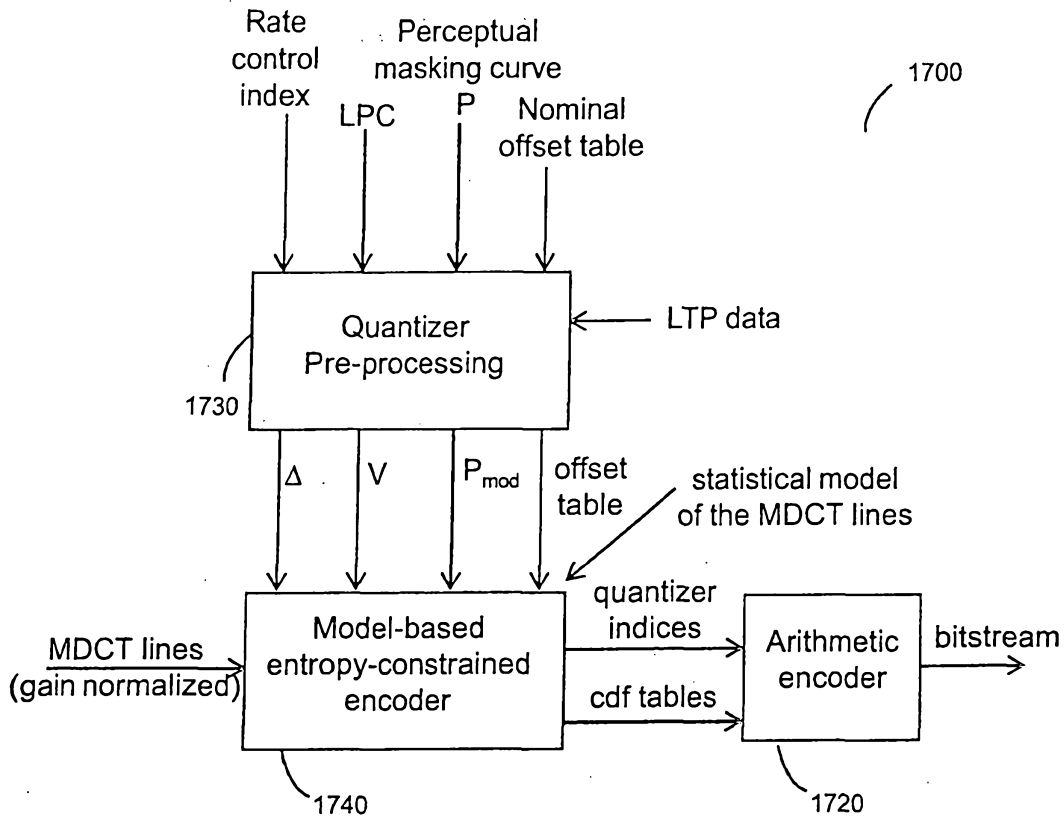 Rate
control
index
LPC
Perceptual
masking curve
P
Nominal
offset table
1700
Quantizer
Pre-processing
LTP data
1730
Δ
V
Pmod
offset
table
statistical model
of the MDCT lines
MDCT lines
(gain normalized)
Model-based
entropy-constrained
encoder
quantizer
indices
cdf tables
Arithmetic
encoder
bitstream
1740
1720